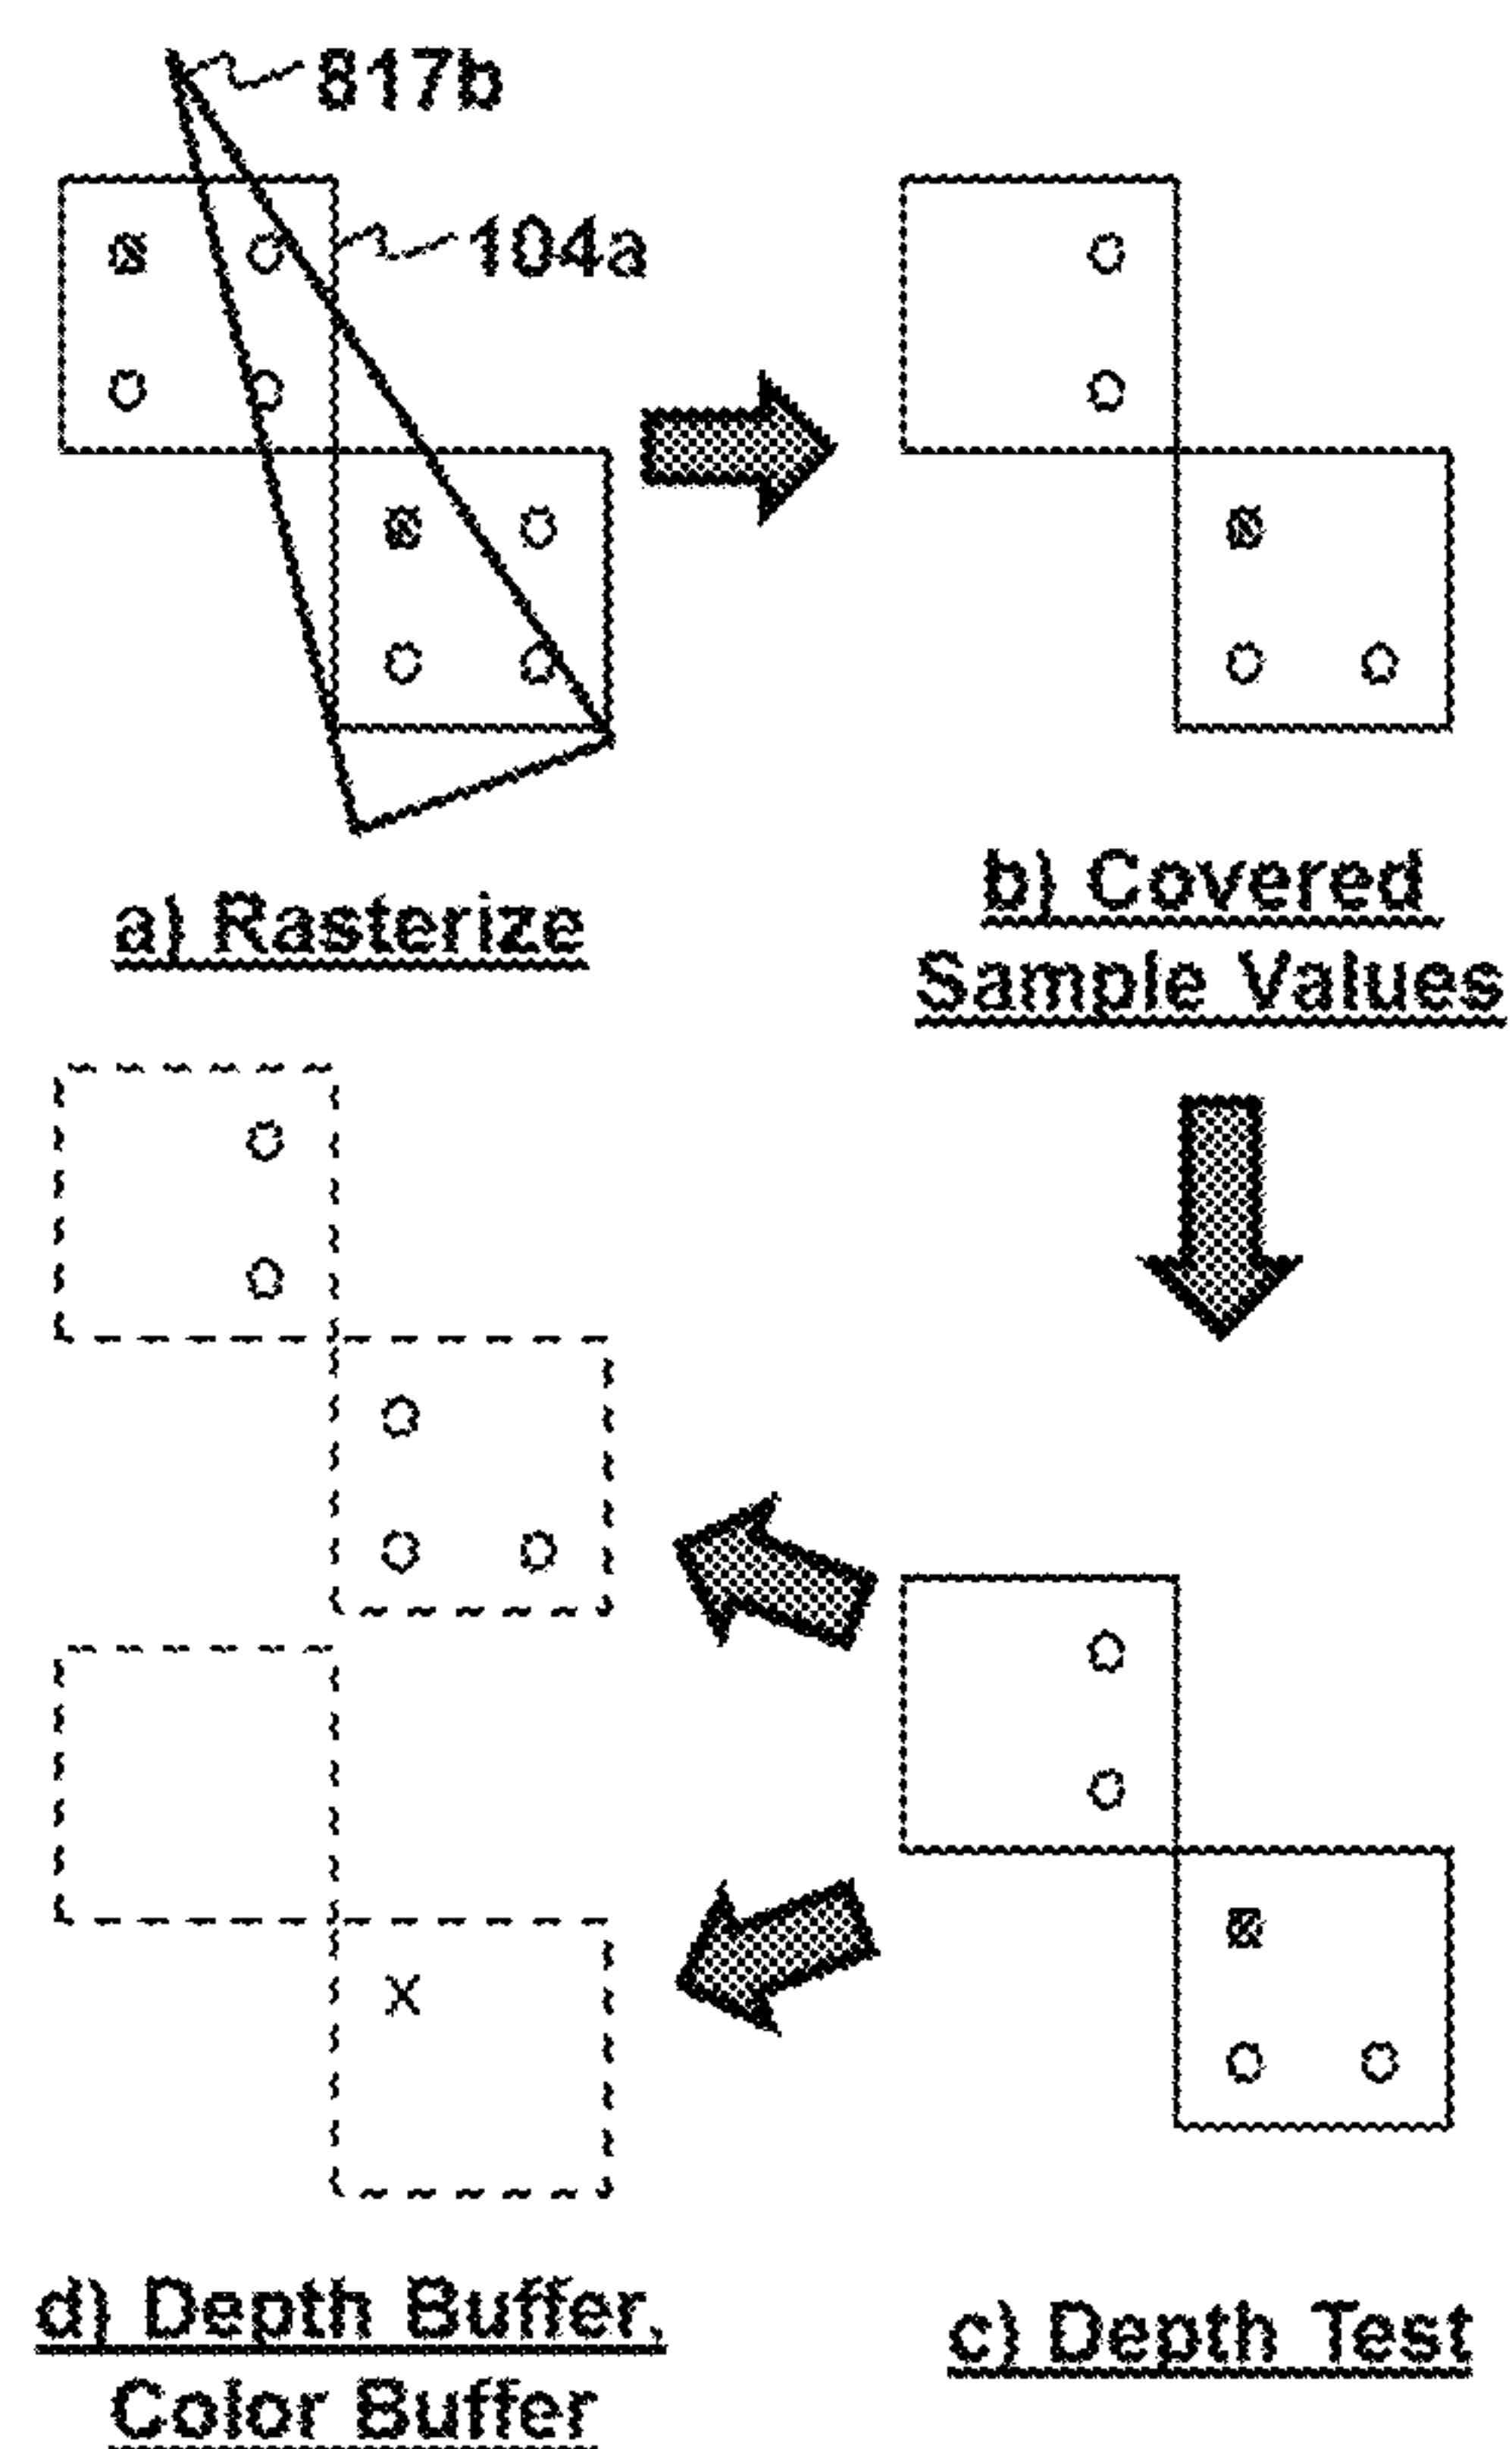 817b
104a
a) Rasterize
b) Covered
Sample Values
d) Depth Buffer,
Color Buffer
c) Depth Test